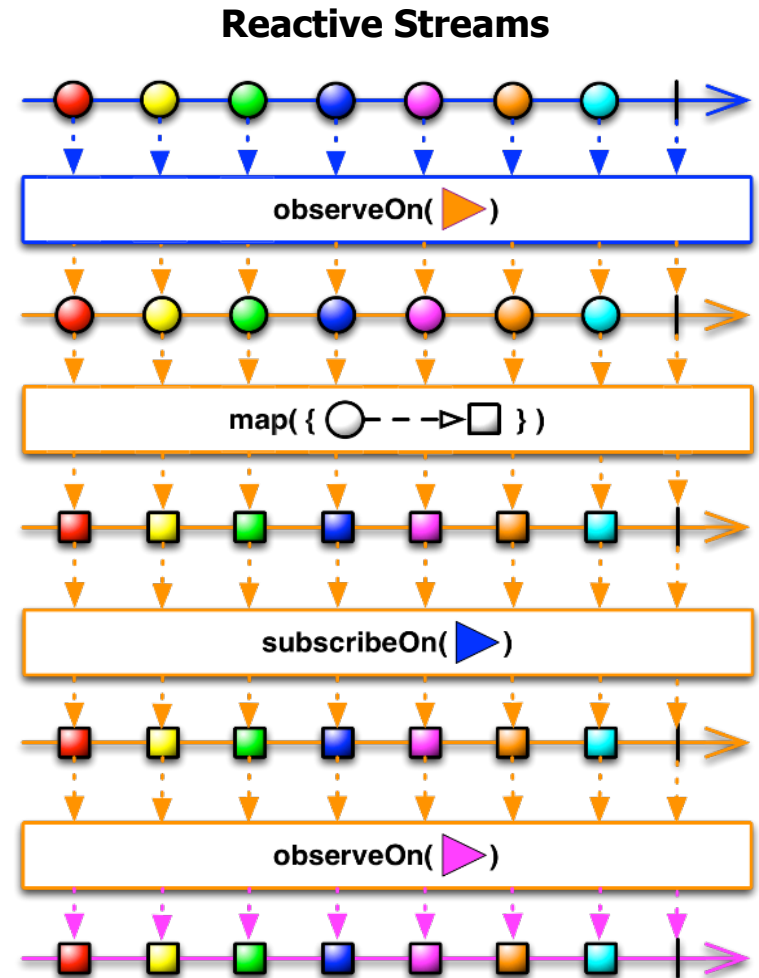 Reactive Streams
observeOn( )
map( { } )
subscribeOn( )
observeOn( )